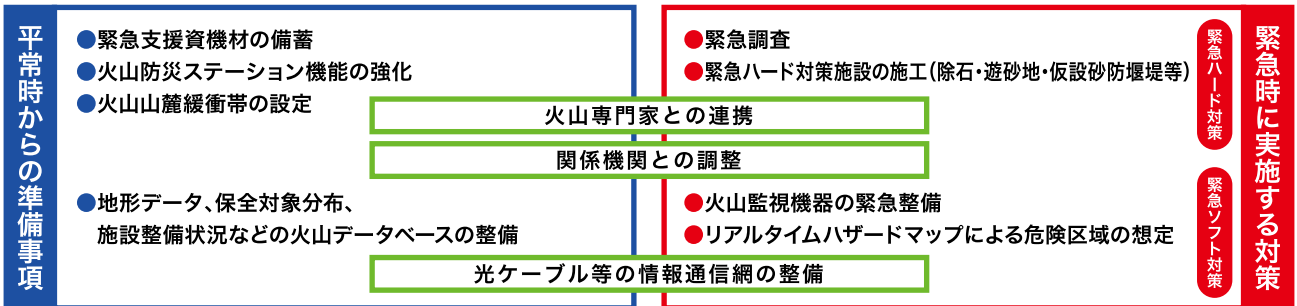 平常時からの準備事項
●緊急支援資機材の備蓄
●火山防災ステーション機能の強化
●火山山麓緩衝帯の設定
●地形データ、保全対象分布、
施設整備状況などの火山データベースの整備
火山専門家との連携
関係機関との調整
光ケーブル等の情報通信網の整備
●緊急調査
●緊急ハード対策施設の施工(除石・遊砂地・仮設砂防堰堤等)
●火山監視機器の緊急整備
●リアルタイムハザードマップによる危険区域の想定
緊急ハード対策
緊急ソフト対策
緊急時に実施する対策